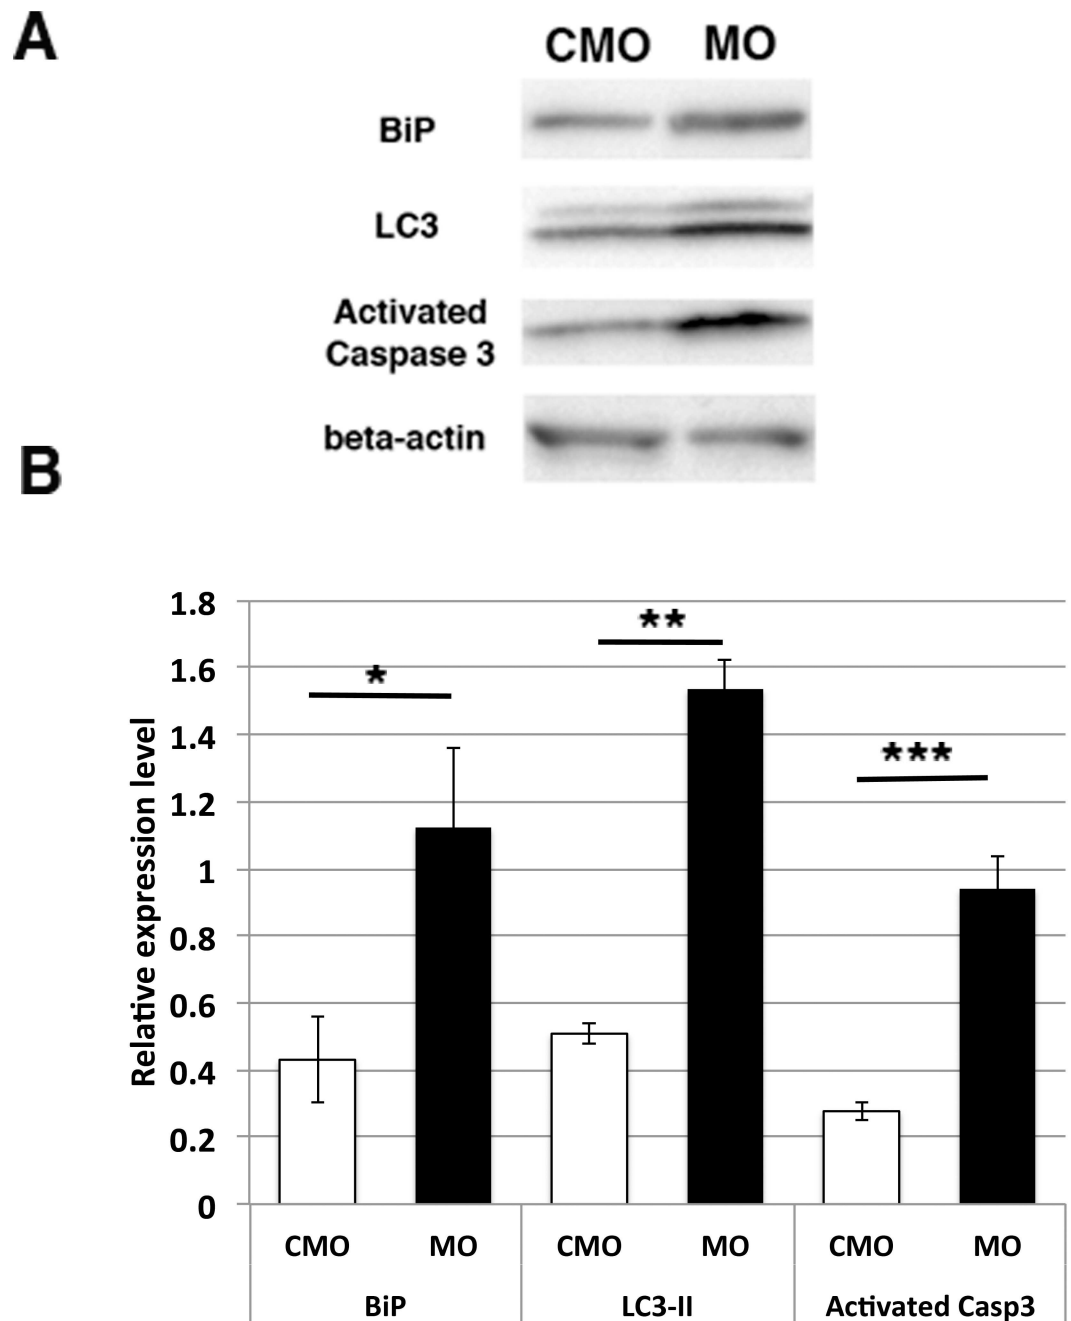 A
CMO MO
BiP
LC3
Activated
Caspase 3
beta-actin
B
1.8
1.6
1.4
1.2
1
0.8
0.6
0.4
0.2
0
Relative expression level
*
**
***
CMO MO CMO MO CMO MO
BiP LC3-II Activated Casp3